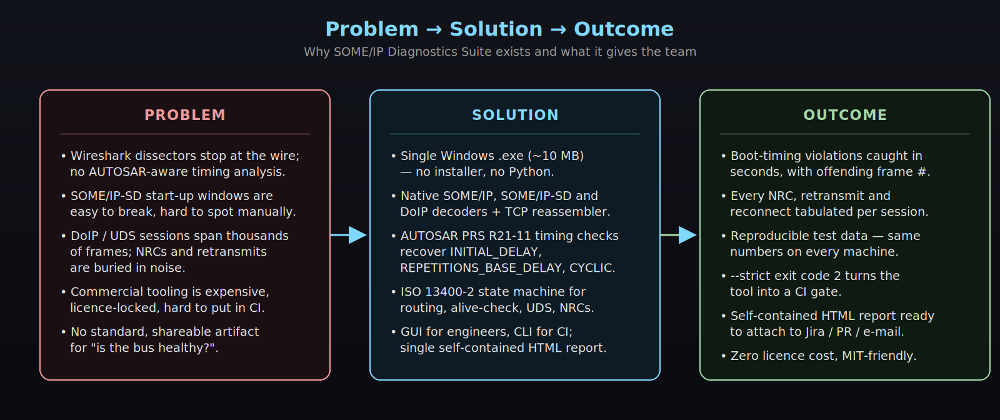 Problem → Solution → Outcome
Why SOME/IP Diagnostics Suite exists and what it gives the team
PROBLEM
• Wireshark dissectors stop at the wire;
no AUTOSAR-aware timing analysis.
• SOME/IP-SD start-up windows are
easy to break, hard to spot manually.
• DoIP / UDS sessions span thousands
of frames; NRCs and retransmits
are buried in noise.
• Commercial tooling is expensive,
licence-locked, hard to put in CI.
• No standard, shareable artifact
for "is the bus healthy?".
SOLUTION
• Single Windows .exe (~10 MB)
— no installer, no Python.
• Native SOME/IP, SOME/IP-SD and
DoIP decoders + TCP reassembler.
• AUTOSAR PRS R21-11 timing checks
recover INITIAL_DELAY,
REPETITIONS_BASE_DELAY, CYCLIC.
• ISO 13400-2 state machine for
routing, alive-check, UDS, NRCs.
• GUI for engineers, CLI for CI;
single self-contained HTML report.
OUTCOME
• Boot-timing violations caught in
seconds, with offending frame #.
• Every NRC, retransmit and
reconnect tabulated per session.
• Reproducible test data — same
numbers on every machine.
• --strict exit code 2 turns the
tool into a CI gate.
• Self-contained HTML report ready
to attach to Jira / PR / e-mail.
• Zero licence cost, MIT-friendly.